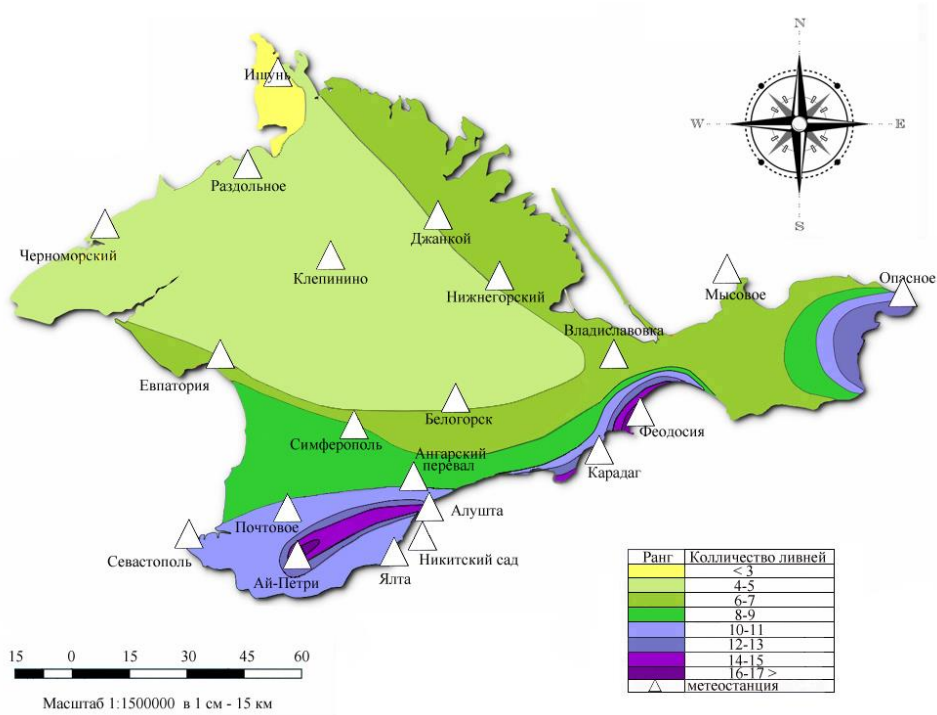 N
Ишунь
W
E
Раздольное
S
Черноморский
Джанкой
Клепинино
Нижнегорский
Мысовое
Опасное
Владиславовка
Евпатория
Белогорск
Феодосия
Симферополь
Ангарский
перевал
Карадаг
Алушта
Почтовое
Севастополь
Никитский сад
Ай-Петри
Ялта
Ранг Колличество ливней
< 3
4-5
6-7
8-9
10-11
12-13
14-15
16-17 >
метеостанция
15 0 15 30 45 60
Масштаб 1:1500000 в 1 см - 15 км